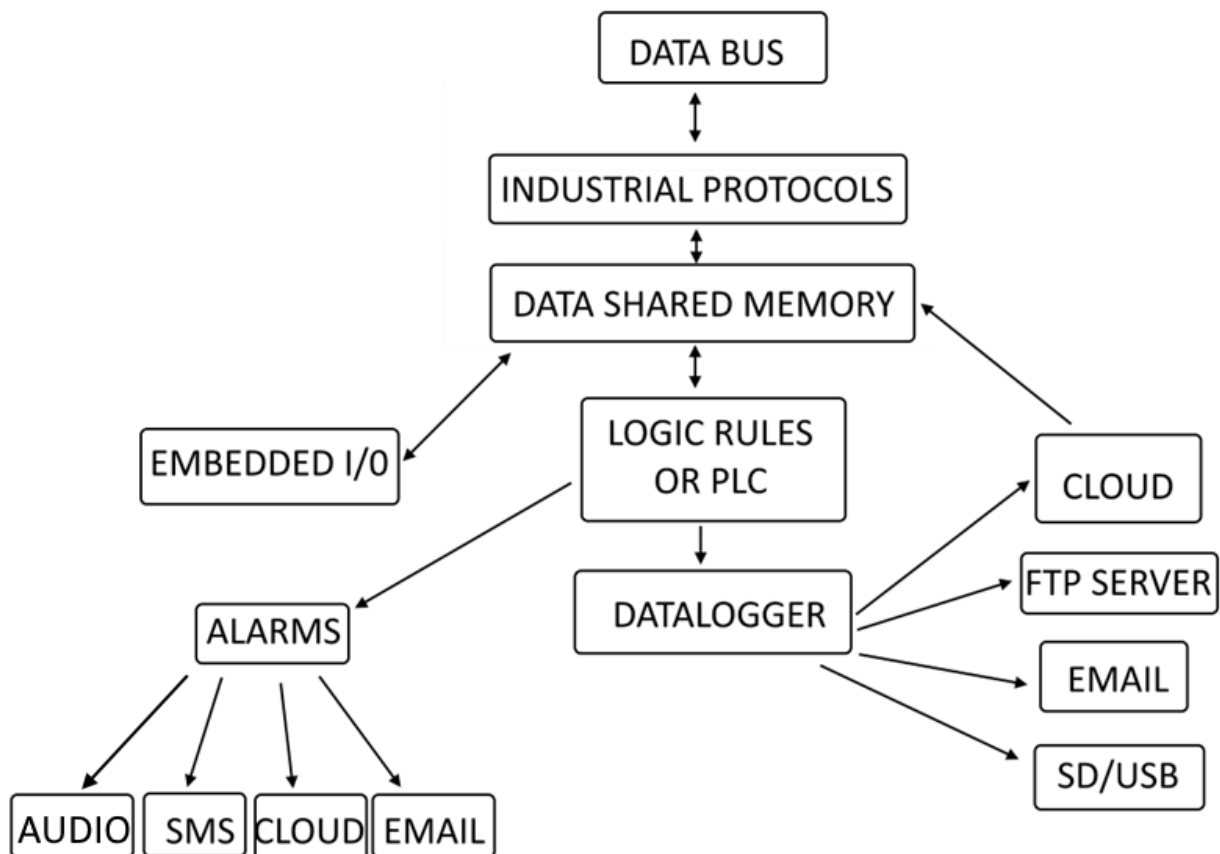 DATA BUS
INDUSTRIAL PROTOCOLS
DATA SHARED MEMORY
EMBEDDED I/0
LOGIC RULES
OR PLC
CLOUD
FTP SERVER
DATALOGGER
ALARMS
EMAIL
SD/USB
AUDIO
SMS
CLOUD
EMAIL